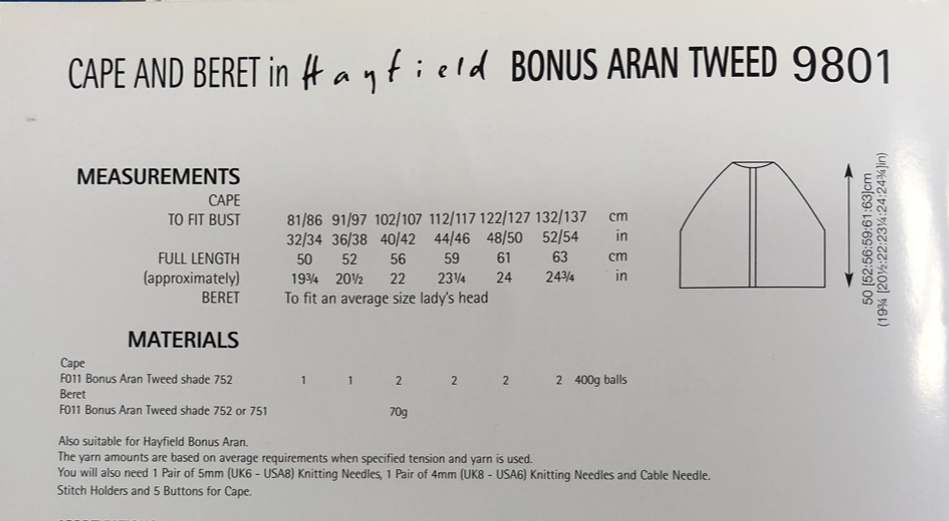 CAPE AND BERET in Hayfield BONUS ARAN TWEED 9801
MEASUREMENTS
CAPE
TO FIT BUST 81/86 91/97 102/107 112/117 122/127 132/137 cm
32/34 36/38 40/42 44/46 48/50 52/54 in
FULL LENGTH 50 52 56 59 61 63 cm
(approximately) 19¾ 20½ 22 23¼ 24 24¾ in
BERET To fit an average size lady's head
50 [52:56:59:61:63]cm
(19¾ [20½:22:23¼:24:24¾]in)
MATERIALS
Cape
F011 Bonus Aran Tweed shade 752 1 1 2 2 2 2 400g balls
Beret
F011 Bonus Aran Tweed shade 752 or 751 70g
Also suitable for Hayfield Bonus Aran.
The yarn amounts are based on average requirements when specified tension and yarn is used.
You will also need 1 Pair of 5mm (UK6 - USA8) Knitting Needles, 1 Pair of 4mm (UK8 - USA6) Knitting Needles and Cable Needle.
Stitch Holders and 5 Buttons for Cape.